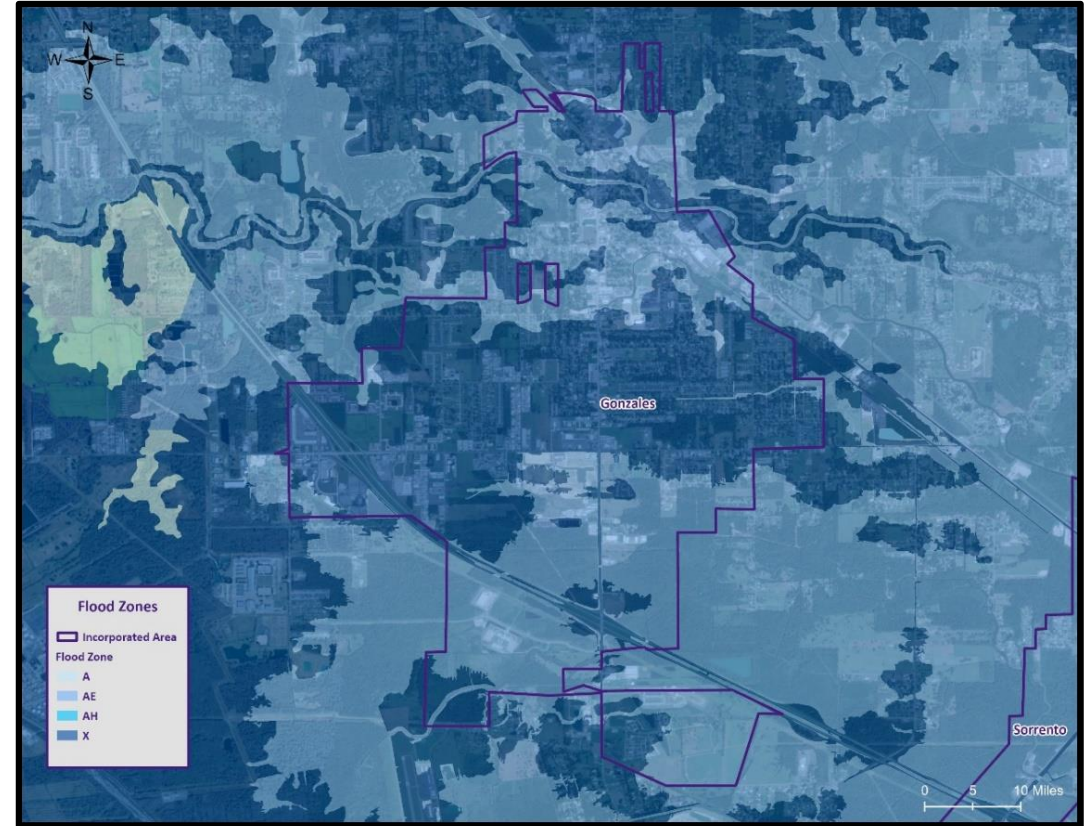 N
W E
S
Gonzales
Flood Zones
Incorporated Area
Flood Zone
A
AE
AH
X
Sorrento
0 5 10 Miles